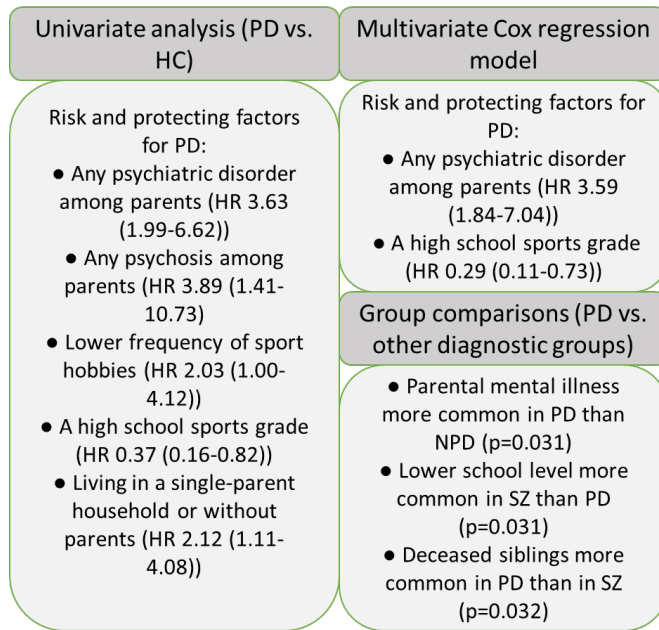 Univariate analysis (PD vs.
HC)
Risk and protecting factors
for PD:
● Any psychiatric disorder
among parents (HR 3.63
(1.99-6.62))
● Any psychosis among
parents (HR 3.89 (1.41-
10.73)
● Lower frequency of sport
hobbies (HR 2.03 (1.00-
4.12))
● A high school sports grade
(HR 0.37 (0.16-0.82))
● Living in a single-parent
household or without
parents (HR 2.12 (1.11-
4.08))
Multivariate Cox regression
model
Risk and protecting factors for
PD:
● Any psychiatric disorder
among parents (HR 3.59
(1.84-7.04))
● A high school sports grade
(HR 0.29 (0.11-0.73))
Group comparisons (PD vs.
other diagnostic groups)
● Parental mental illness
more common in PD than
NPD (p=0.031)
● Lower school level more
common in SZ than PD
(p=0.031)
● Deceased siblings more
common in PD than in SZ
(p=0.032)